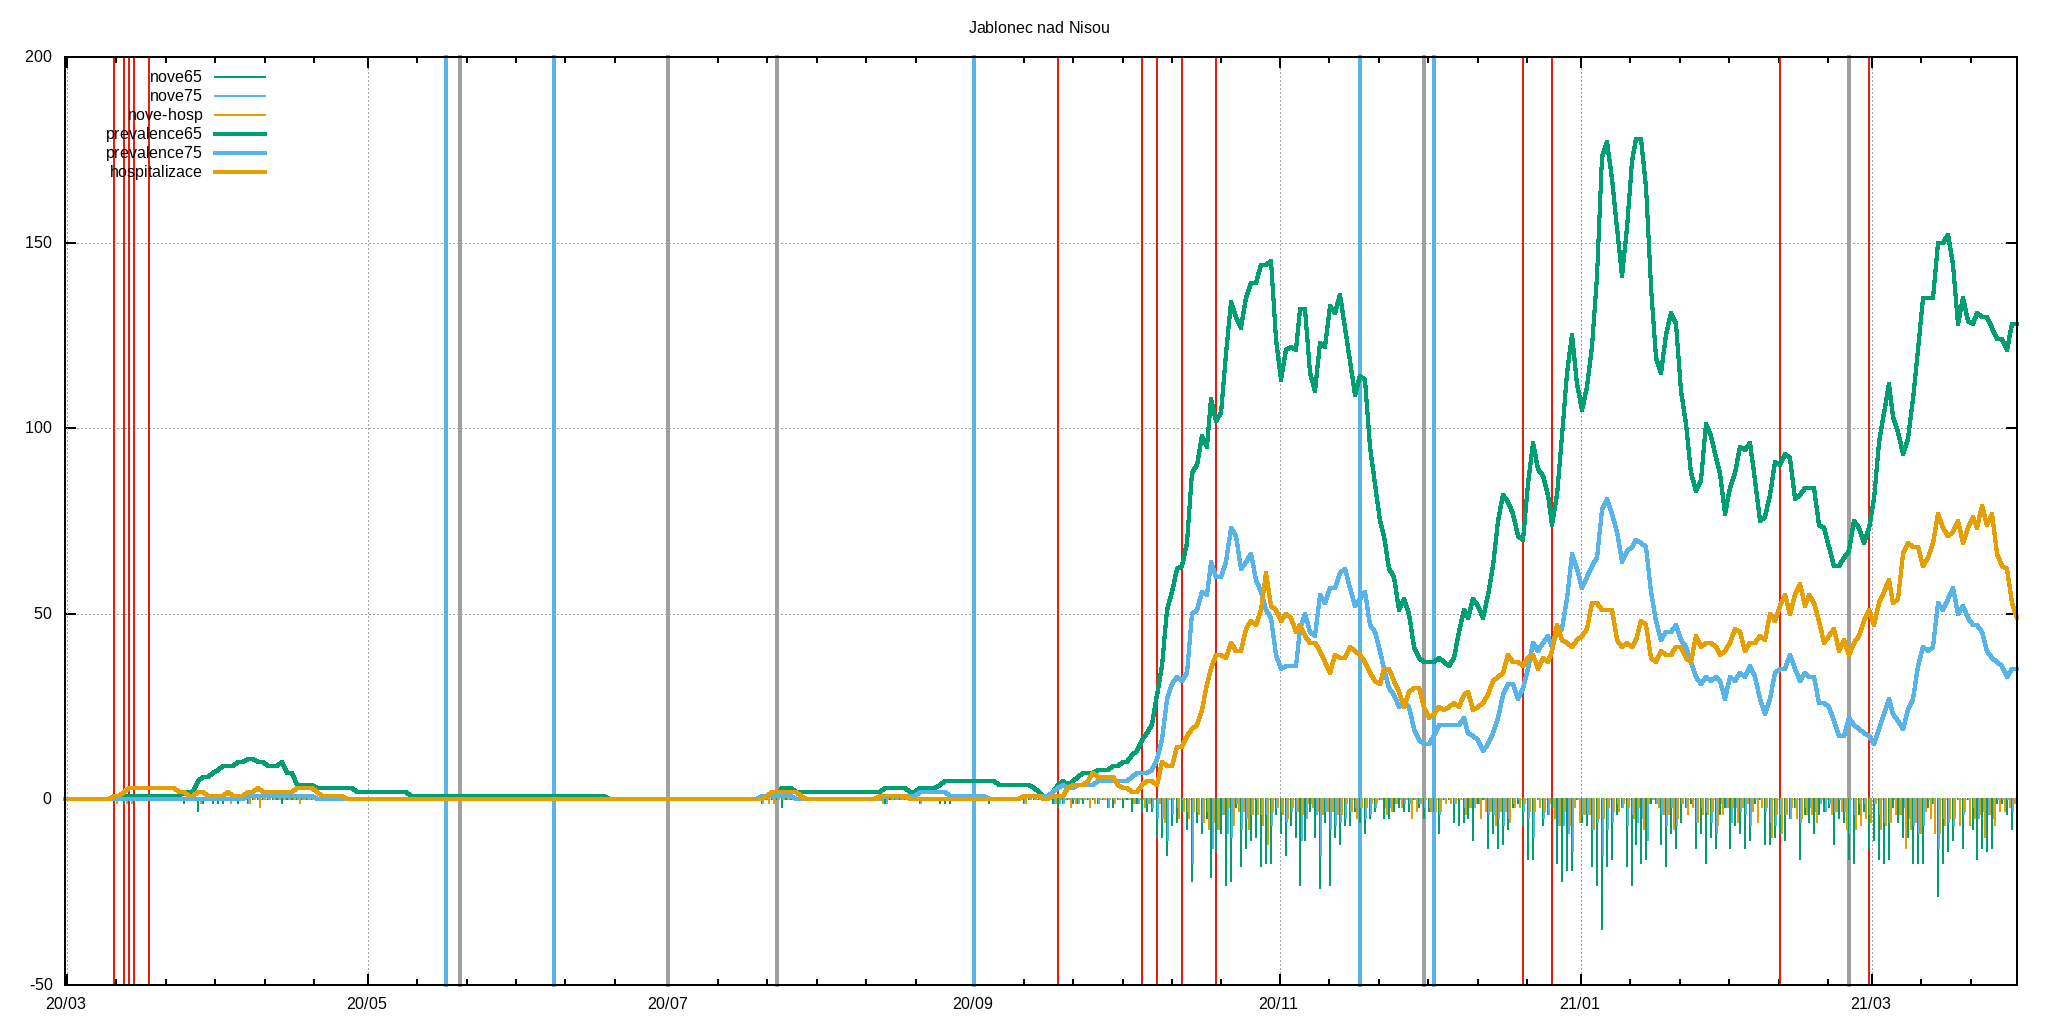 Jablonec nad Nisou
200
150
100
50
0
-50
nove65
nove75
nove-hosp
prevalence65
prevalence75
hospitalizace
20/03 20/05 20/07 20/09 20/11 21/01 21/03